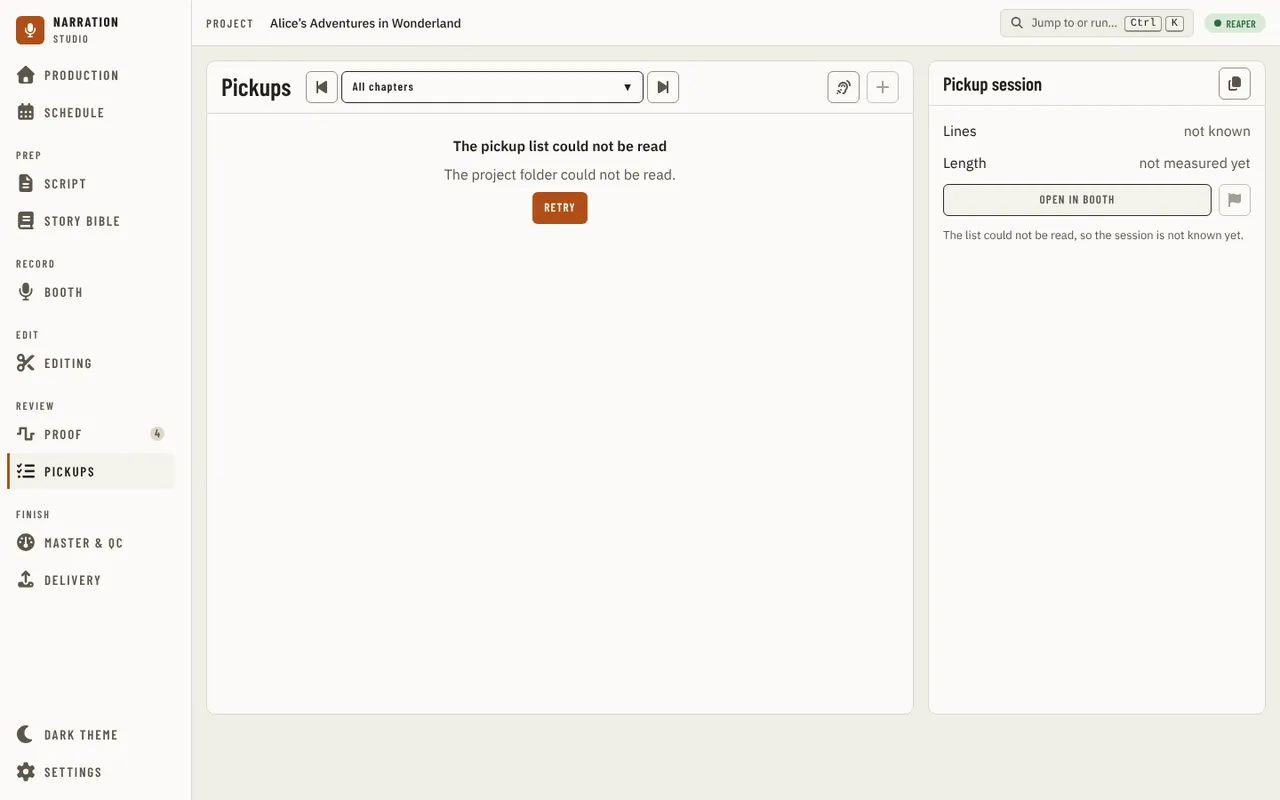 NARRATION
STUDIO
PRODUCTION
SCHEDULE
PREP
SCRIPT
STORY BIBLE
RECORD
BOOTH
EDIT
EDITING
REVIEW
PROOF 4
PICKUPS
FINISH
MASTER & QC
DELIVERY
DARK THEME
SETTINGS
PROJECT Alice’s Adventures in Wonderland
Jump to or run... Ctrl K
REAPER
Pickups
All chapters
The pickup list could not be read
The project folder could not be read.
RETRY
Pickup session
Lines not known
Length not measured yet
OPEN IN BOOTH
The list could not be read, so the session is not known yet.